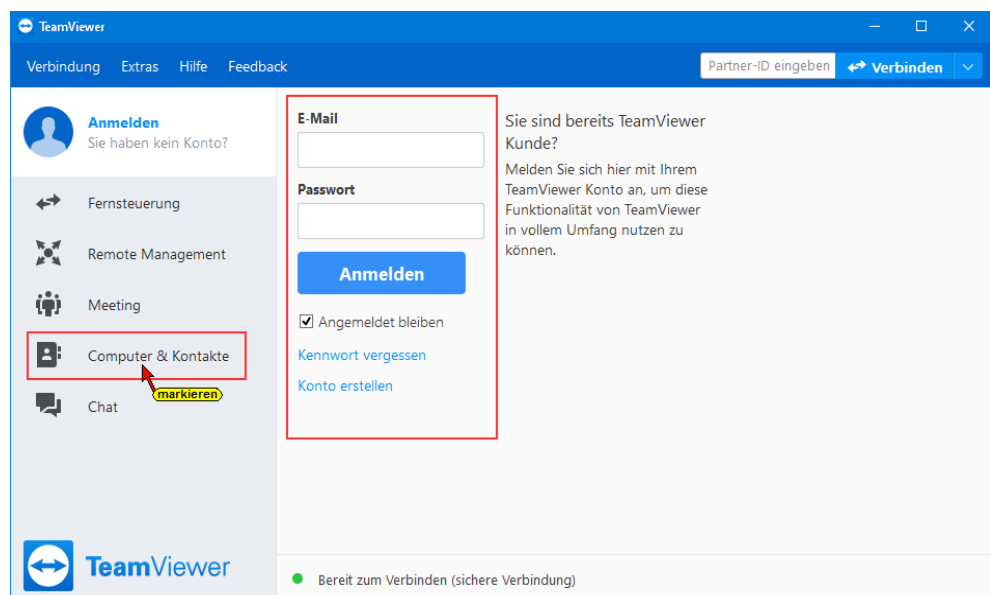 TeamViewer
Verbindung Extras Hilfe Feedback
Partner-ID eingeben
Verbinden
Anmelden
Sie haben kein Konto?
Fernsteuerung
Remote Management
Meeting
Computer & Kontakte
markieren
Chat
TeamViewer
E-Mail
Passwort
Anmelden
Angemeldet bleiben
Kennwort vergessen
Konto erstellen
Sie sind bereits TeamViewer
Kunde?
Melden Sie sich hier mit Ihrem
TeamViewer Konto an, um diese
Funktionalität von TeamViewer
in vollem Umfang nutzen zu
können.
Bereit zum Verbinden (sichere Verbindung)